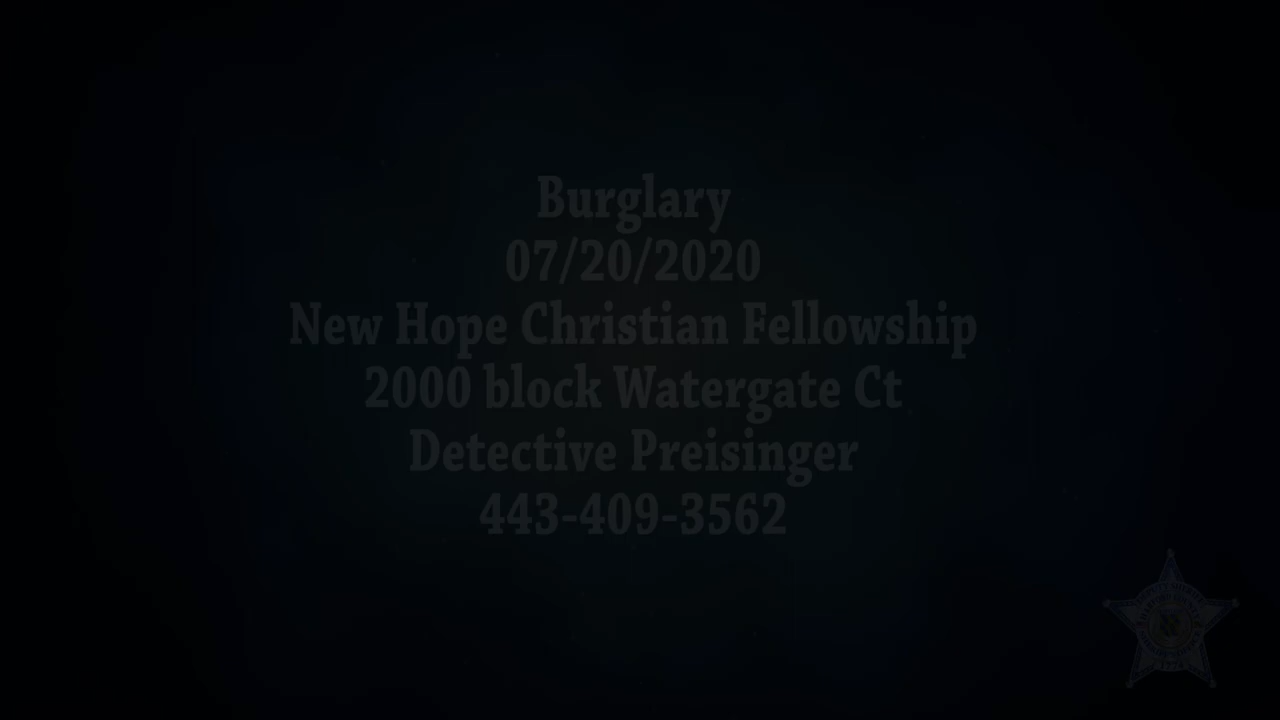 Burglary
07/20/2020
New Hope Christian Fellowship
2000 block Watergate Ct
Detective Preisinger
443-409-3562